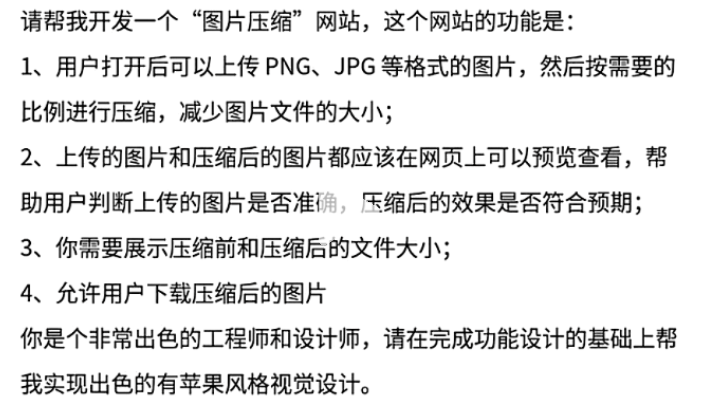 请帮我开发一个“图片压缩”网站，这个网站的功能是：
1、用户打开后可以上传 PNG、JPG 等格式的图片，然后按需要的
比例进行压缩，减少图片文件的大小；
2、上传的图片和压缩后的图片都应该在网页上可以预览查看，帮
助用户判断上传的图片是否准确，压缩后的效果是否符合预期；
3、你需要展示压缩前和压缩后的文件大小；
4、允许用户下载压缩后的图片
你是个非常出色的工程师和设计师，请在完成功能设计的基础上帮
我实现出色的有苹果风格视觉设计。